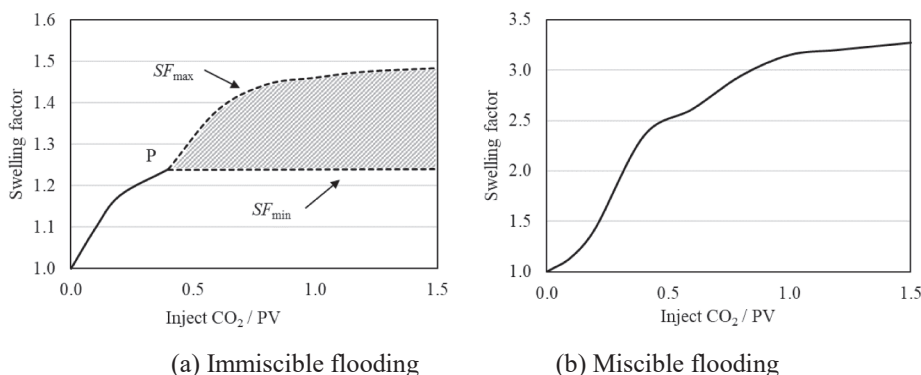 Swelling factor
1.6
1.5
1.4
1.3
1.2
1.1
1.0
SFmax
P
SFmin
0.0 0.5 1.0 1.5
Inject CO2 / PV
(a) Immiscible flooding
Swelling factor
3.5
3.0
2.5
2.0
1.5
1.0
0.0 0.5 1.0 1.5
Inject CO2 / PV
(b) Miscible flooding